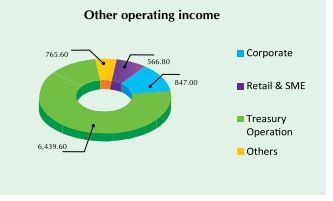 Other operating income
765.60
566.80
847.00
6,439.60
Corporate
Retail & SME
Treasury
Operation
Others